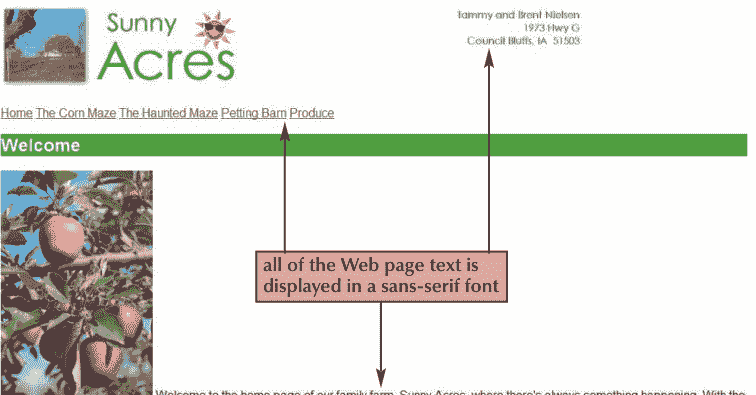 Sunny
Acres
Tammy and Brent Nielsen
1973 Hwy G
Council Bluffs, IA 51503
Home The Corn Maze The Haunted Maze Petting Barn Produce
Welcome
all of the Web page text is
displayed in a sans-serif font
Welcome to the home page of our family farm, Sunny Acres, where there's always something happening. With the